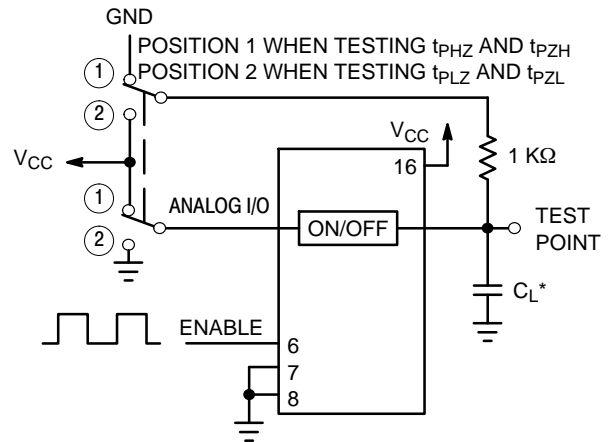 GND
POSITION 1 WHEN TESTING tPHZ AND tPZH
① POSITION 2 WHEN TESTING tPLZ AND tPZL
②
VCC
VCC
16
1 KΩ
①
ANALOG I/O
ON/OFF
TEST
POINT
②
CL*
ENABLE
6
7
8